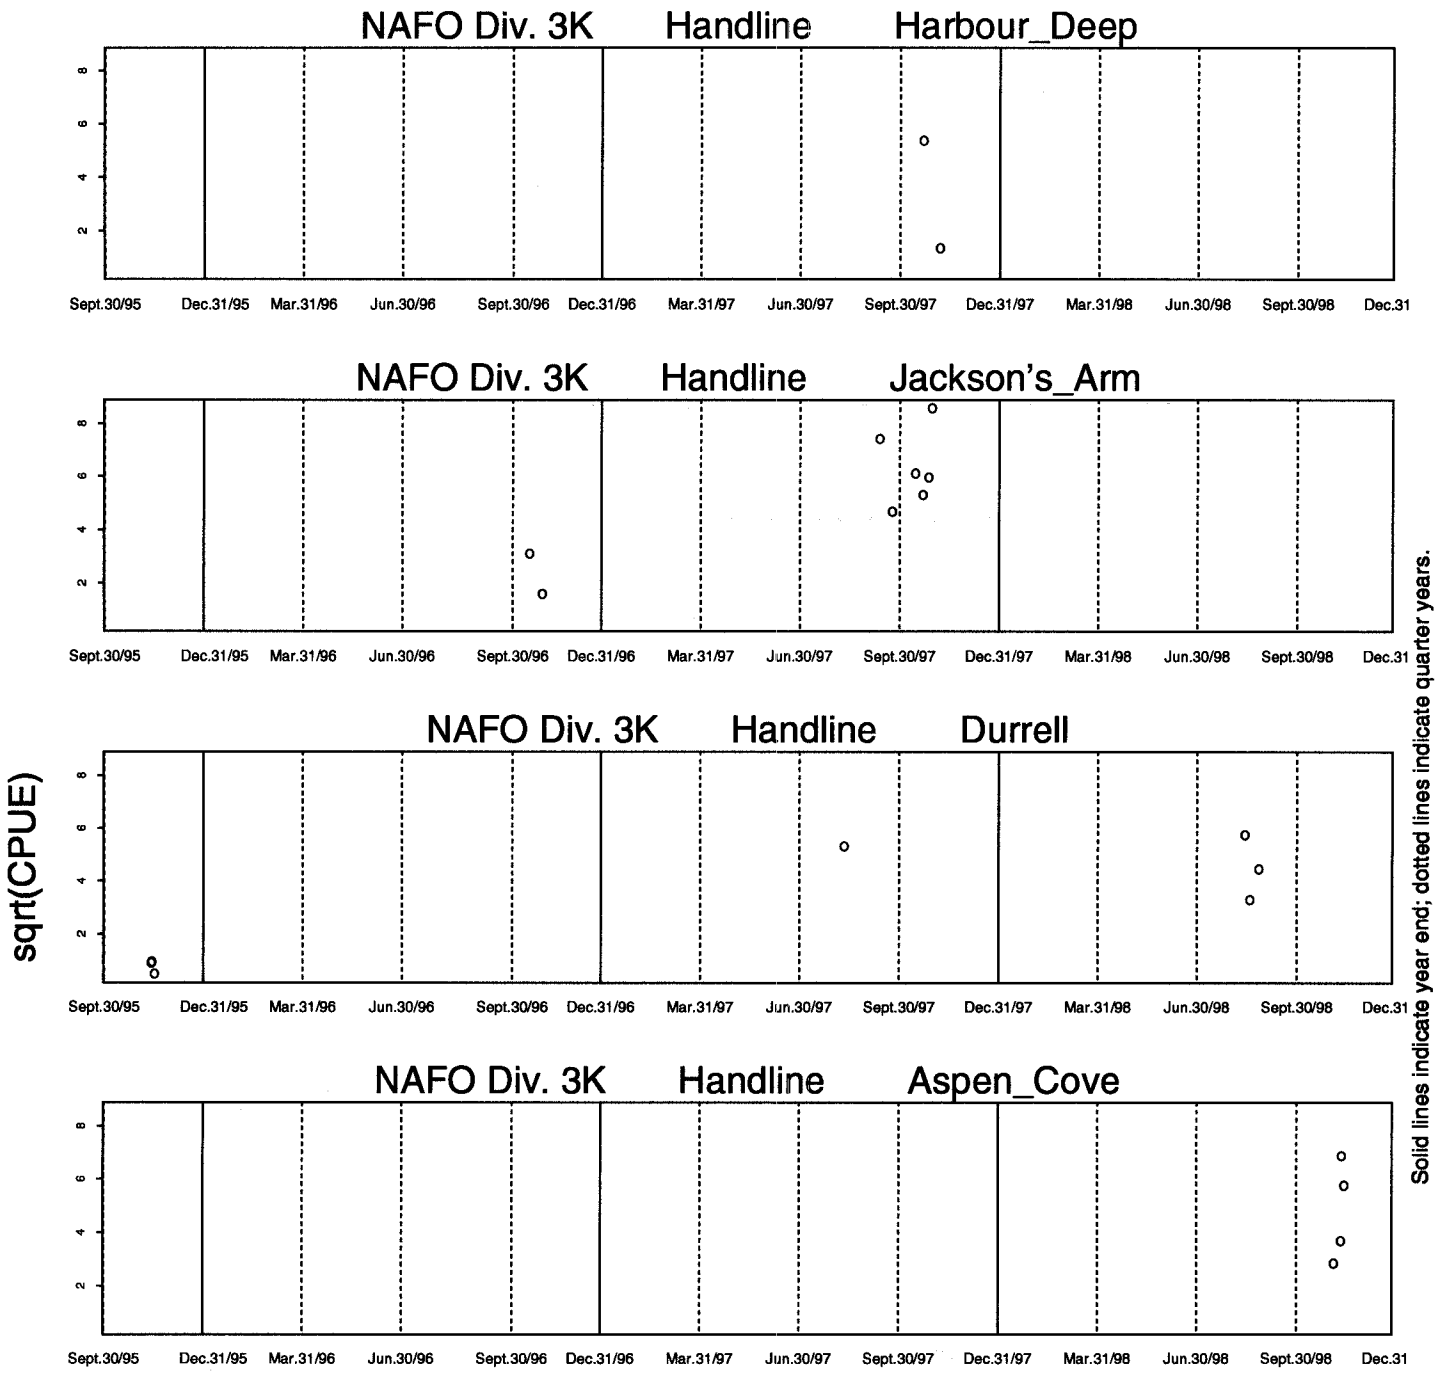 NAFO Div. 3K Handline Harbour_Deep
8
6
4
2
Sept.30/95 Dec.31/95 Mar.31/96 Jun.30/96 Sept.30/96 Dec.31/96 Mar.31/97 Jun.30/97 Sept.30/97 Dec.31/97 Mar.31/98 Jun.30/98 Sept.30/98 Dec.31
NAFO Div. 3K Handline Jackson's_Arm
8
6
4
2
Sept.30/95 Dec.31/95 Mar.31/96 Jun.30/96 Sept.30/96 Dec.31/96 Mar.31/97 Jun.30/97 Sept.30/97 Dec.31/97 Mar.31/98 Jun.30/98 Sept.30/98 Dec.31
NAFO Div. 3K Handline Durrell
8
6
4
2
Sept.30/95 Dec.31/95 Mar.31/96 Jun.30/96 Sept.30/96 Dec.31/96 Mar.31/97 Jun.30/97 Sept.30/97 Dec.31/97 Mar.31/98 Jun.30/98 Sept.30/98 Dec.31
NAFO Div. 3K Handline Aspen_Cove
8
6
4
2
Sept.30/95 Dec.31/95 Mar.31/96 Jun.30/96 Sept.30/96 Dec.31/96 Mar.31/97 Jun.30/97 Sept.30/97 Dec.31/97 Mar.31/98 Jun.30/98 Sept.30/98 Dec.31
sqrt(CPUE)
Solid lines indicate year end; dotted lines indicate quarter years.